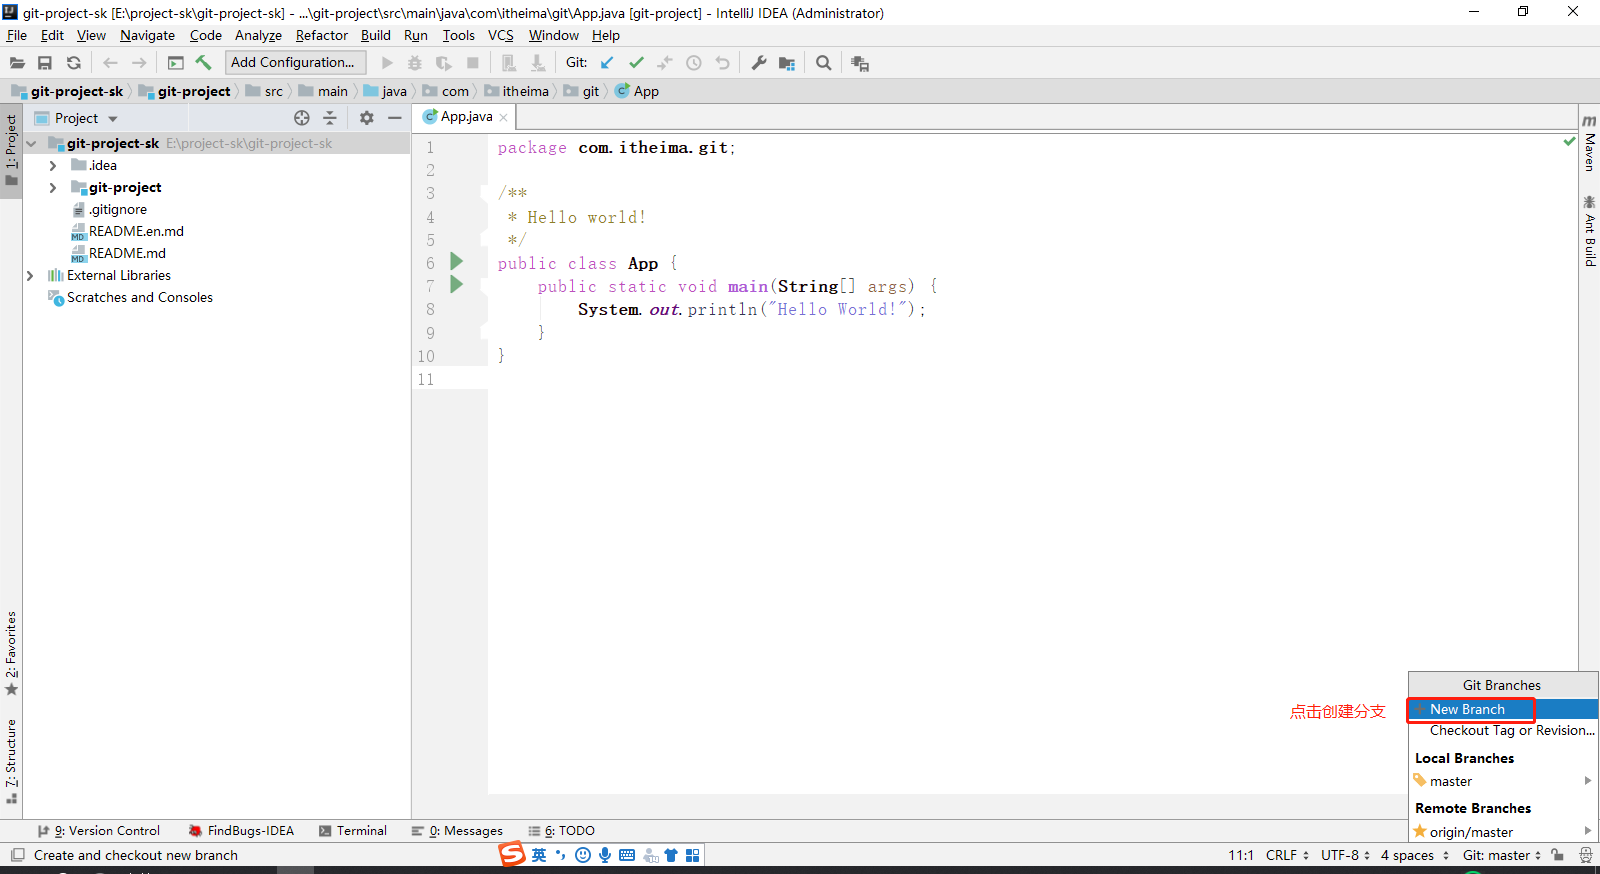 git-project-sk [E:\project-sk\git-project-sk] - ...\git-project\src\main\java\com\itheima\git\App.java [git-project] - IntelliJ IDEA (Administrator)
File Edit View Navigate Code Analyze Refactor Build Run Tools VCS Window Help
Add Configuration... Git:
git-project-sk git-project src main java com itheima git App
Project
App.java
1: Project
git-project-sk E:\project-sk\git-project-sk
.idea
git-project
.gitignore
README.en.md
README.md
External Libraries
Scratches and Consoles
1 package com.itheima.git;
2
3 /**
4 * Hello world!
5 */
6 public class App {
7 public static void main(String[] args) {
8 System.out.println("Hello World!");
9 }
10 }
11
Maven
Ant Build
2: Favorites
7: Structure
点击创建分支
Git Branches
New Branch
Checkout Tag or Revision...
Local Branches
master
Remote Branches
origin/master
9: Version Control FindBugs-IDEA Terminal 0: Messages 6: TODO
Create and checkout new branch
英
11:1 CRLF UTF-8 4 spaces Git: master